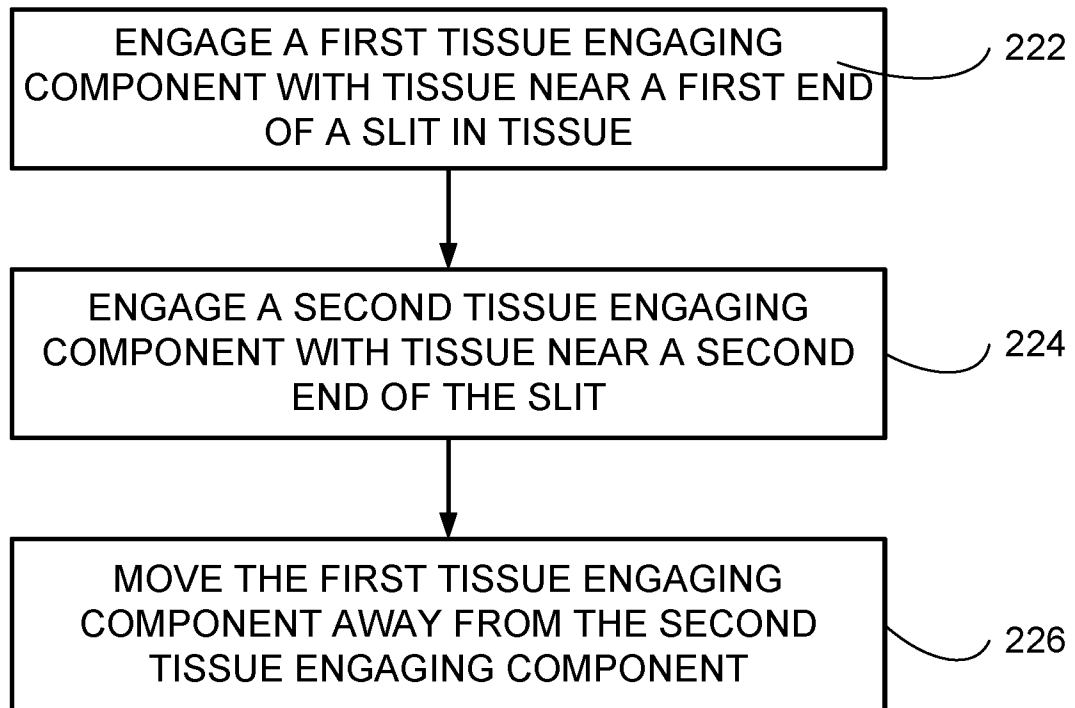 ENGAGE A FIRST TISSUE ENGAGING
COMPONENT WITH TISSUE NEAR A FIRST END
OF A SLIT IN TISSUE
222
ENGAGE A SECOND TISSUE ENGAGING
COMPONENT WITH TISSUE NEAR A SECOND
END OF THE SLIT
224
MOVE THE FIRST TISSUE ENGAGING
COMPONENT AWAY FROM THE SECOND
TISSUE ENGAGING COMPONENT
226